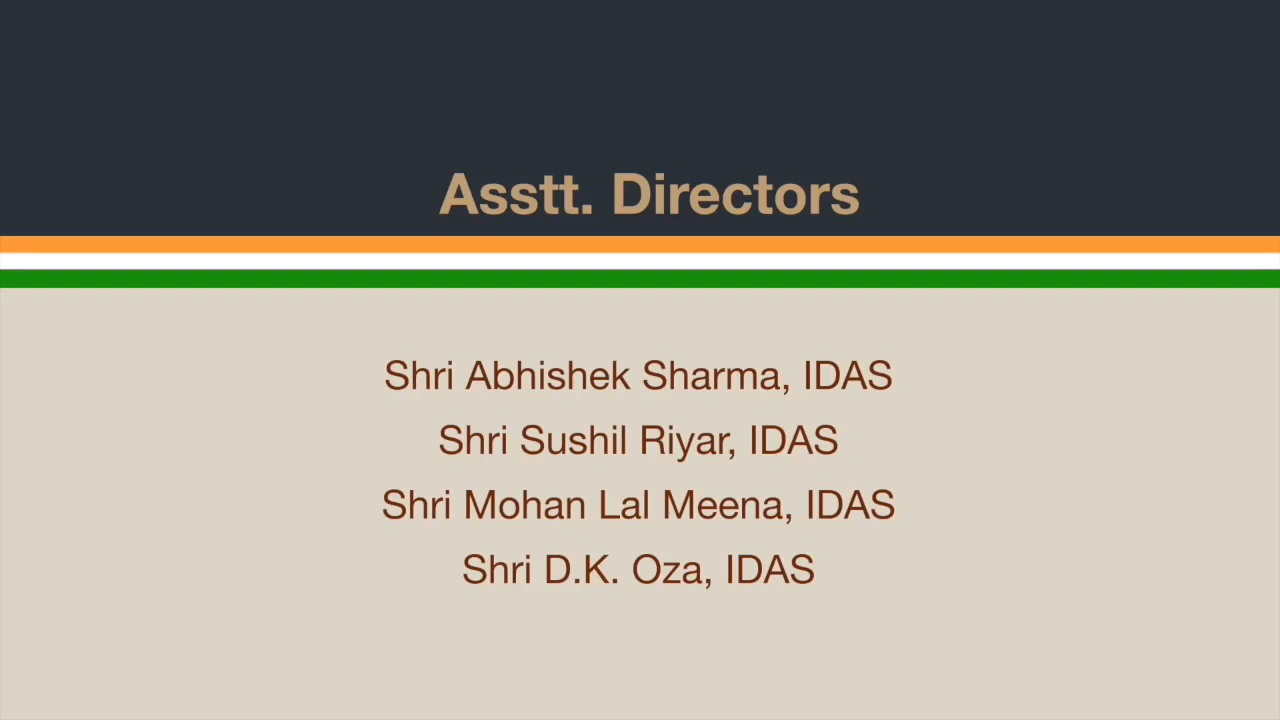 Asstt. Directors
Shri Abhishek Sharma, IDAS
Shri Sushil Riyar, IDAS
Shri Mohan Lal Meena, IDAS
Shri D.K. Oza, IDAS